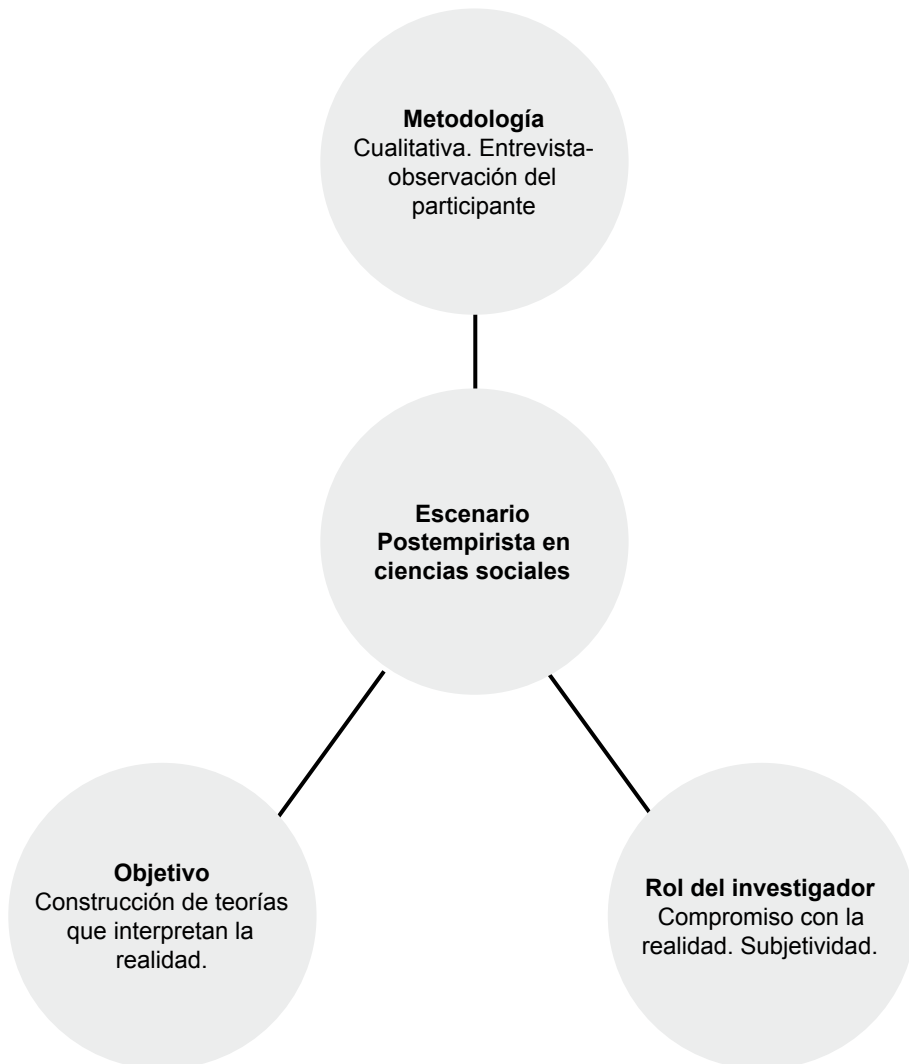 Metodología
Cualitativa. Entrevista-
observación del
participante
Escenario
Postempirista en
ciencias sociales
Objetivo
Construcción de teorías
que interpretan la
realidad.
Rol del investigador
Compromiso con la
realidad. Subjetividad.